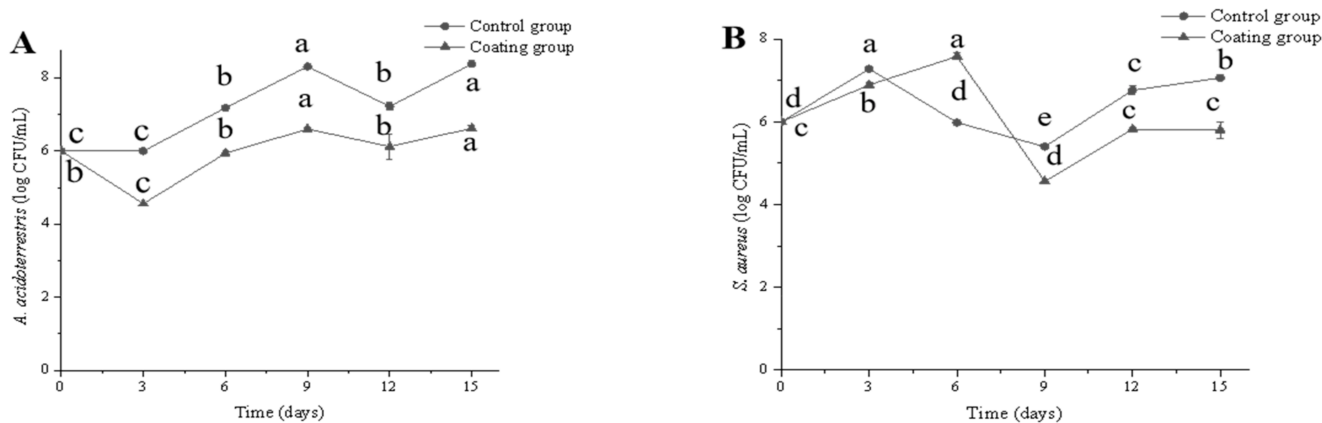 A
Control group
Coating group
a
a
b
b
a
a
c
c
b
b
b
c
8
6
4
2
0
A. acidoterrestris (log CFU/mL)
0 3 6 9 12 15
Time (days)
B
Control group
Coating group
a
a
b
c
d
d
b
e
c
c
c
d
8
6
4
2
0
S. aureus (log CFU/mL)
0 3 6 9 12 15
Time (days)